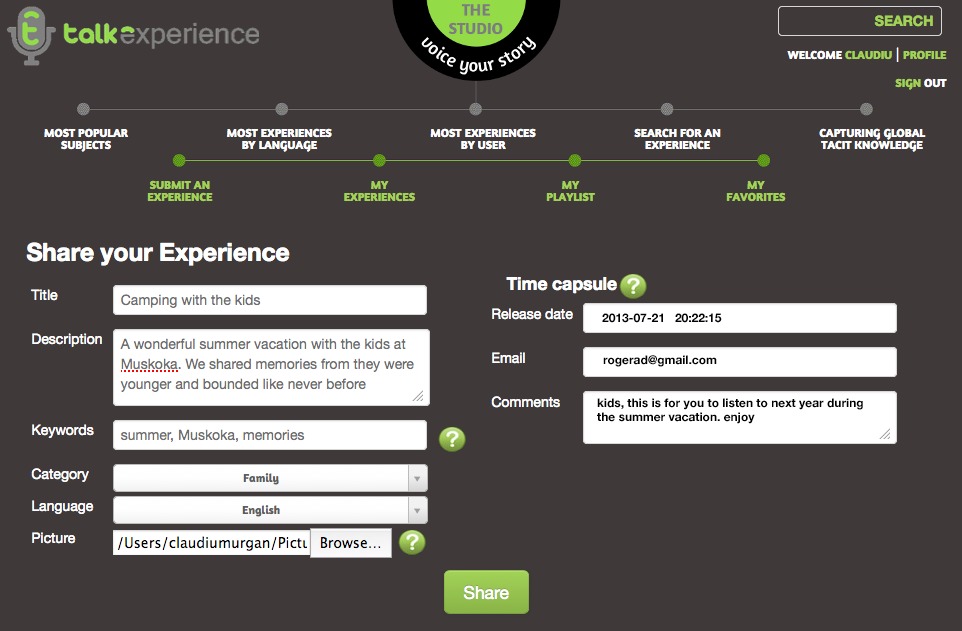 t talk experience
THE
STUDIO
voice your story
SEARCH
WELCOME CLAUDIU | PROFILE
SIGN OUT
MOST POPULAR
SUBJECTS
MOST EXPERIENCES
BY LANGUAGE
MOST EXPERIENCES
BY USER
SEARCH FOR AN
EXPERIENCE
CAPTURING GLOBAL
TACIT KNOWLEDGE
SUBMIT AN
EXPERIENCE
MY
EXPERIENCES
MY
PLAYLIST
MY
FAVORITES
Share your Experience
Title
Camping with the kids
Description
A wonderful summer vacation with the kids at
Muskoka. We shared memories from they were
younger and bounded like never before
Keywords
summer, Muskoka, memories
?
Category
Family
Language
English
Picture
/Users/claudiumurgan/Pictu
Browse...
?
Time capsule ?
Release date
2013-07-21 20:22:15
Email
rogerad@gmail.com
Comments
kids, this is for you to listen to next year during
the summer vacation. enjoy
Share